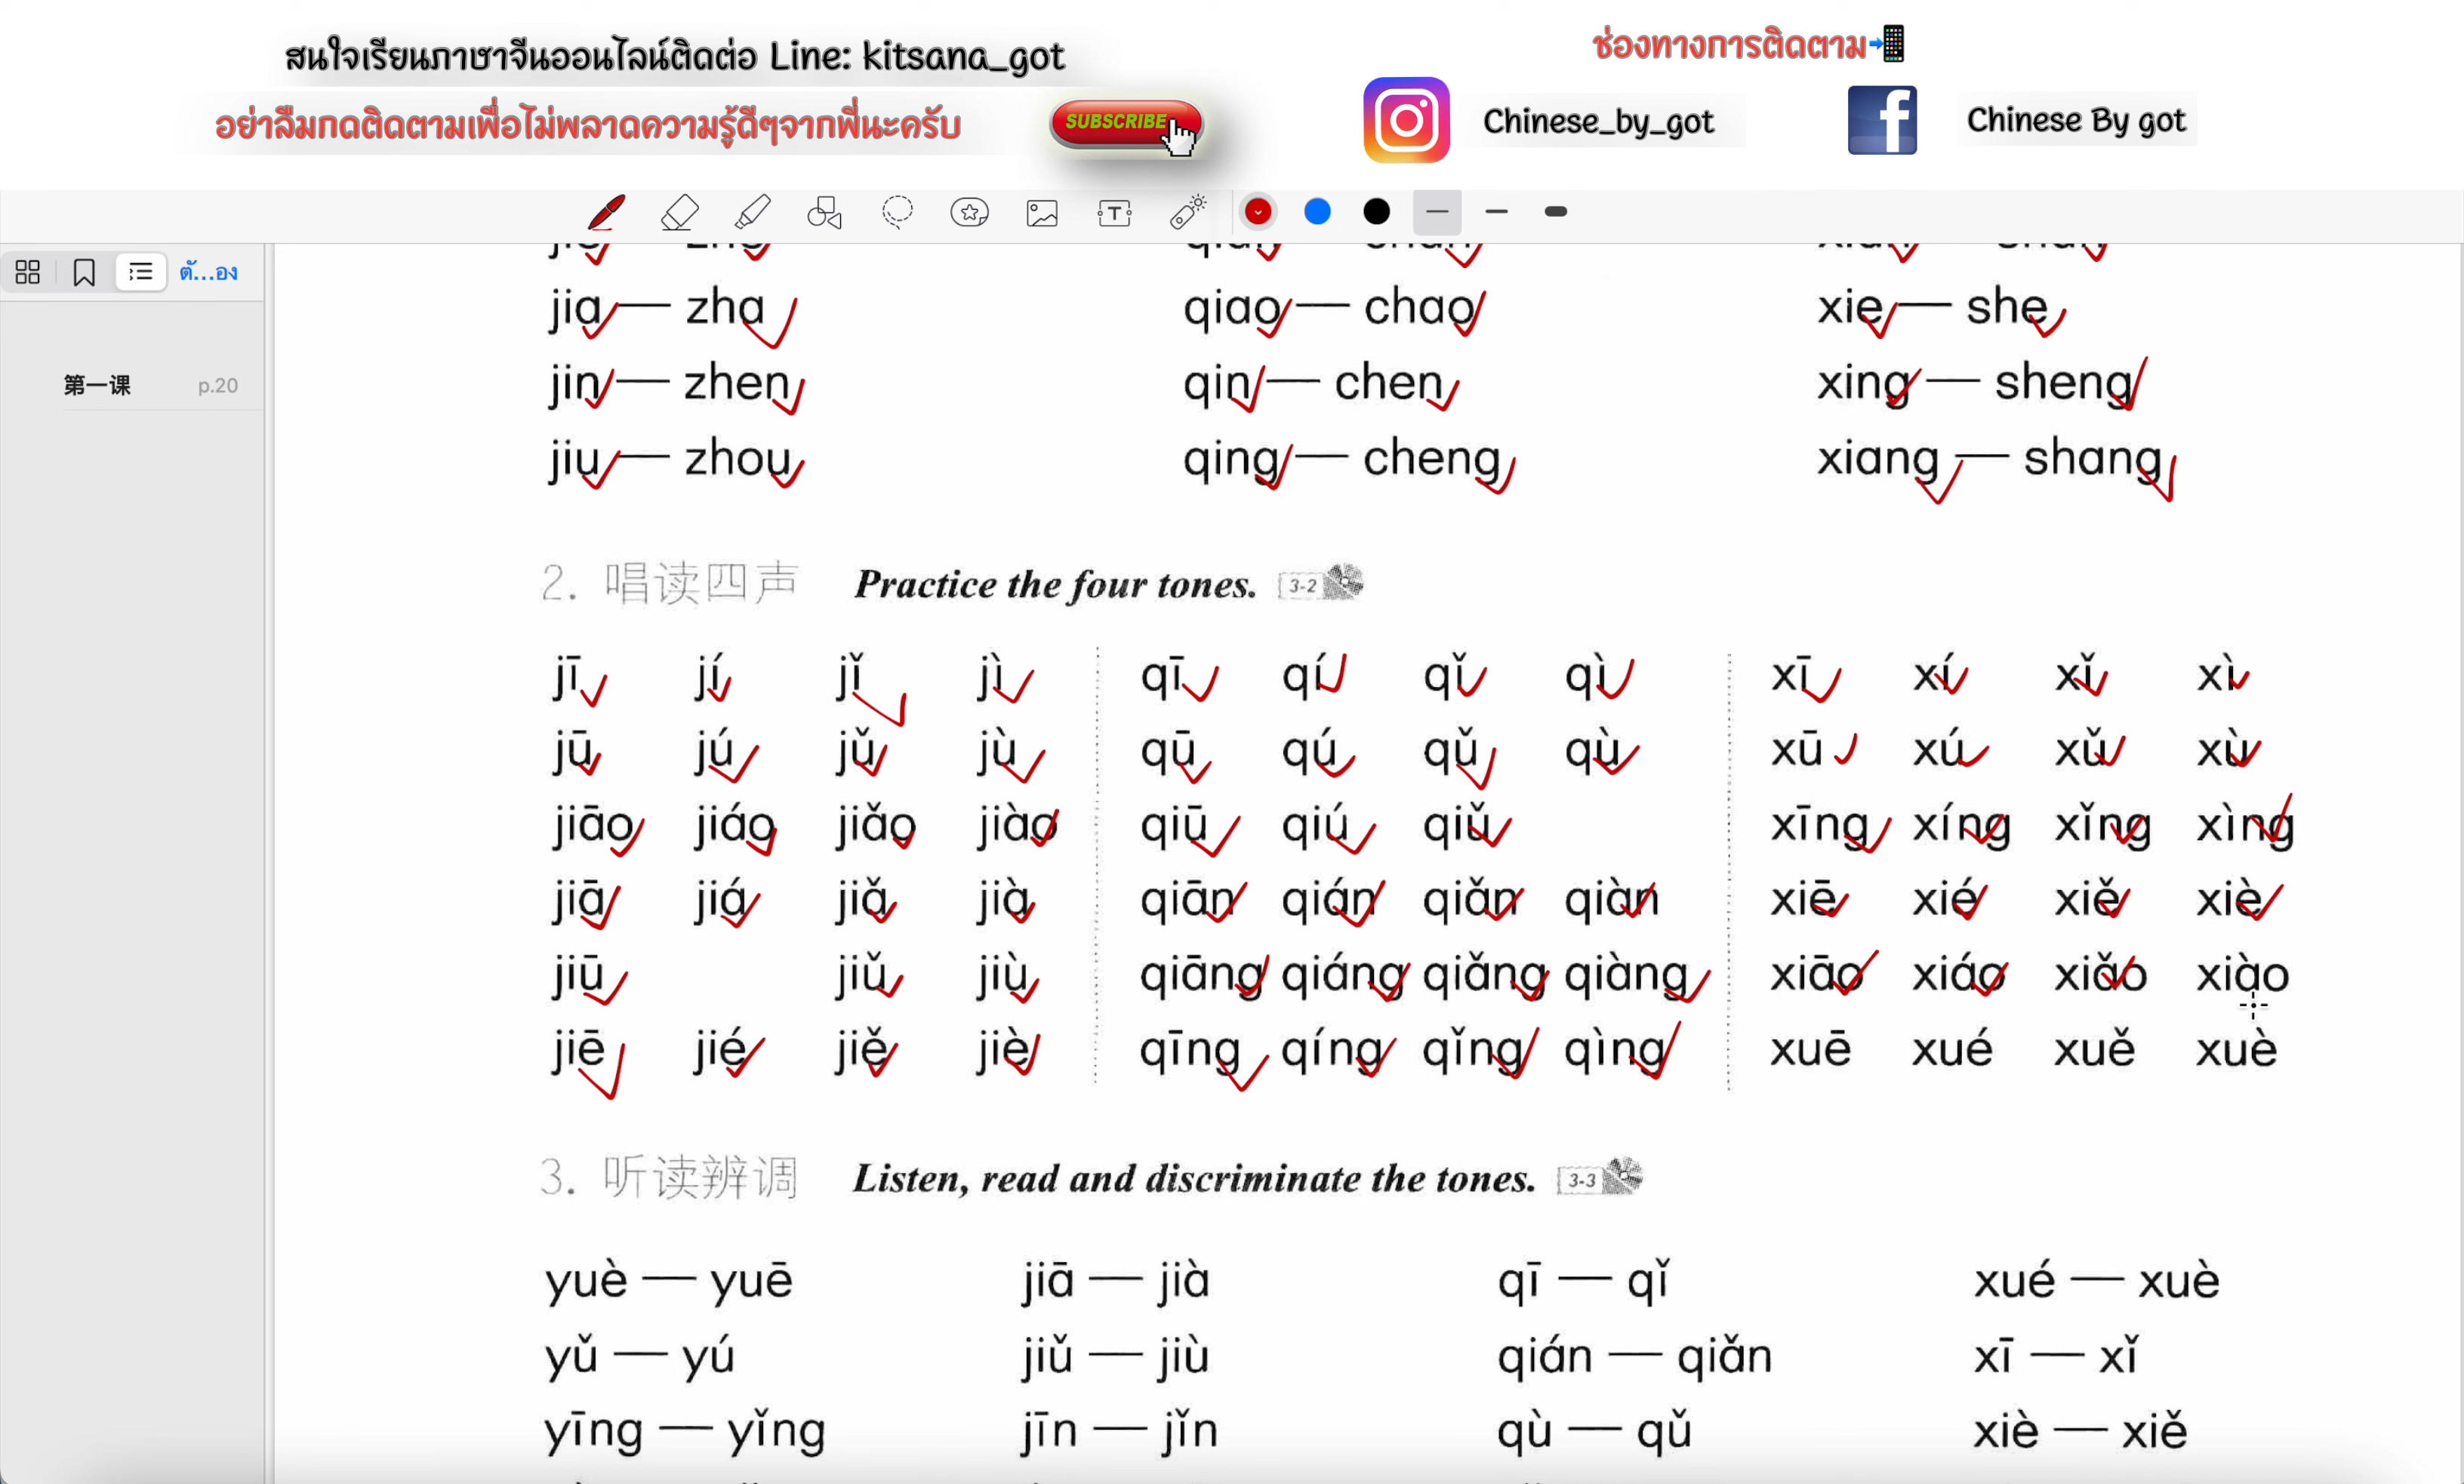 สนใจเรียนภาษาจีนออนไลน์ติดต่อ Line: kitsana_got
ช่องทางการติดตาม
อย่าลืมกดติดตามเพื่อไม่พลาดความรู้ดีๆจากพี่นะครับ
SUBSCRIBE
Chinese_by_got
Chinese By got
T
ตั...อง
第一课 p.20
jia — zha qiao — chao xie — she
jin — zhen qin — chen xing — sheng
jiu — zhou qing — cheng xiang — shang
2. 唱读四声 Practice the four tones. 3-2
jī jí jǐ jì qī qí qǐ qì xī xí xǐ xì
jū jú jǔ jù qū qú qǔ qù xū xú xǔ xù
jiāo jiáo jiǎo jiào qiū qiú qiǔ xīng xíng xǐng xìng
jiā jiá jiǎ jià qiān qián qiǎn qiàn xiē xié xiě xiè
jiū jiǔ jiù qiāng qiáng qiǎng qiàng xiāo xiáo xiǎo xiào
jiē jié jiě jiè qīng qíng qǐng qìng xuē xué xuě xuè
3. 听读辨调 Listen, read and discriminate the tones. 3-3
yuè — yuē jiā — jià qī — qǐ xué — xuè
yǔ — yú jiǔ — jiù qián — qiǎn xī — xǐ
yīng — yǐng jīn — jǐn qù — qǔ xiè — xiě